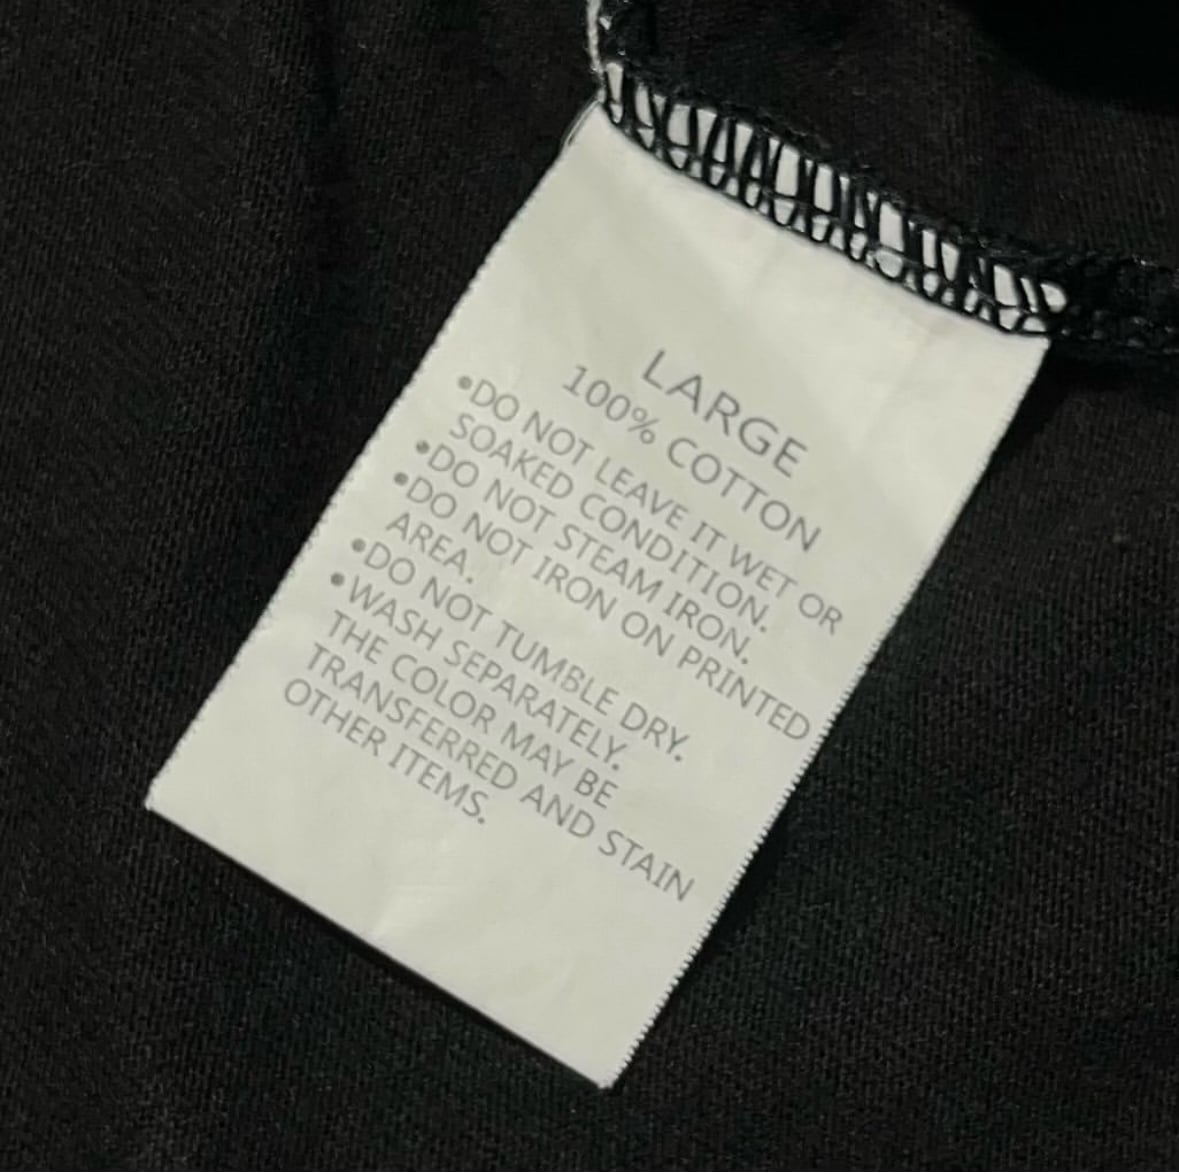 LARGE
100% COTTON
•DO NOT LEAVE IT WET OR
SOAKED CONDITION.
•DO NOT STEAM IRON.
•DO NOT IRON ON PRINTED
AREA.
•DO NOT TUMBLE DRY.
•WASH SEPARATELY.
THE COLOR MAY BE
TRANSFERRED AND STAIN
OTHER ITEMS.